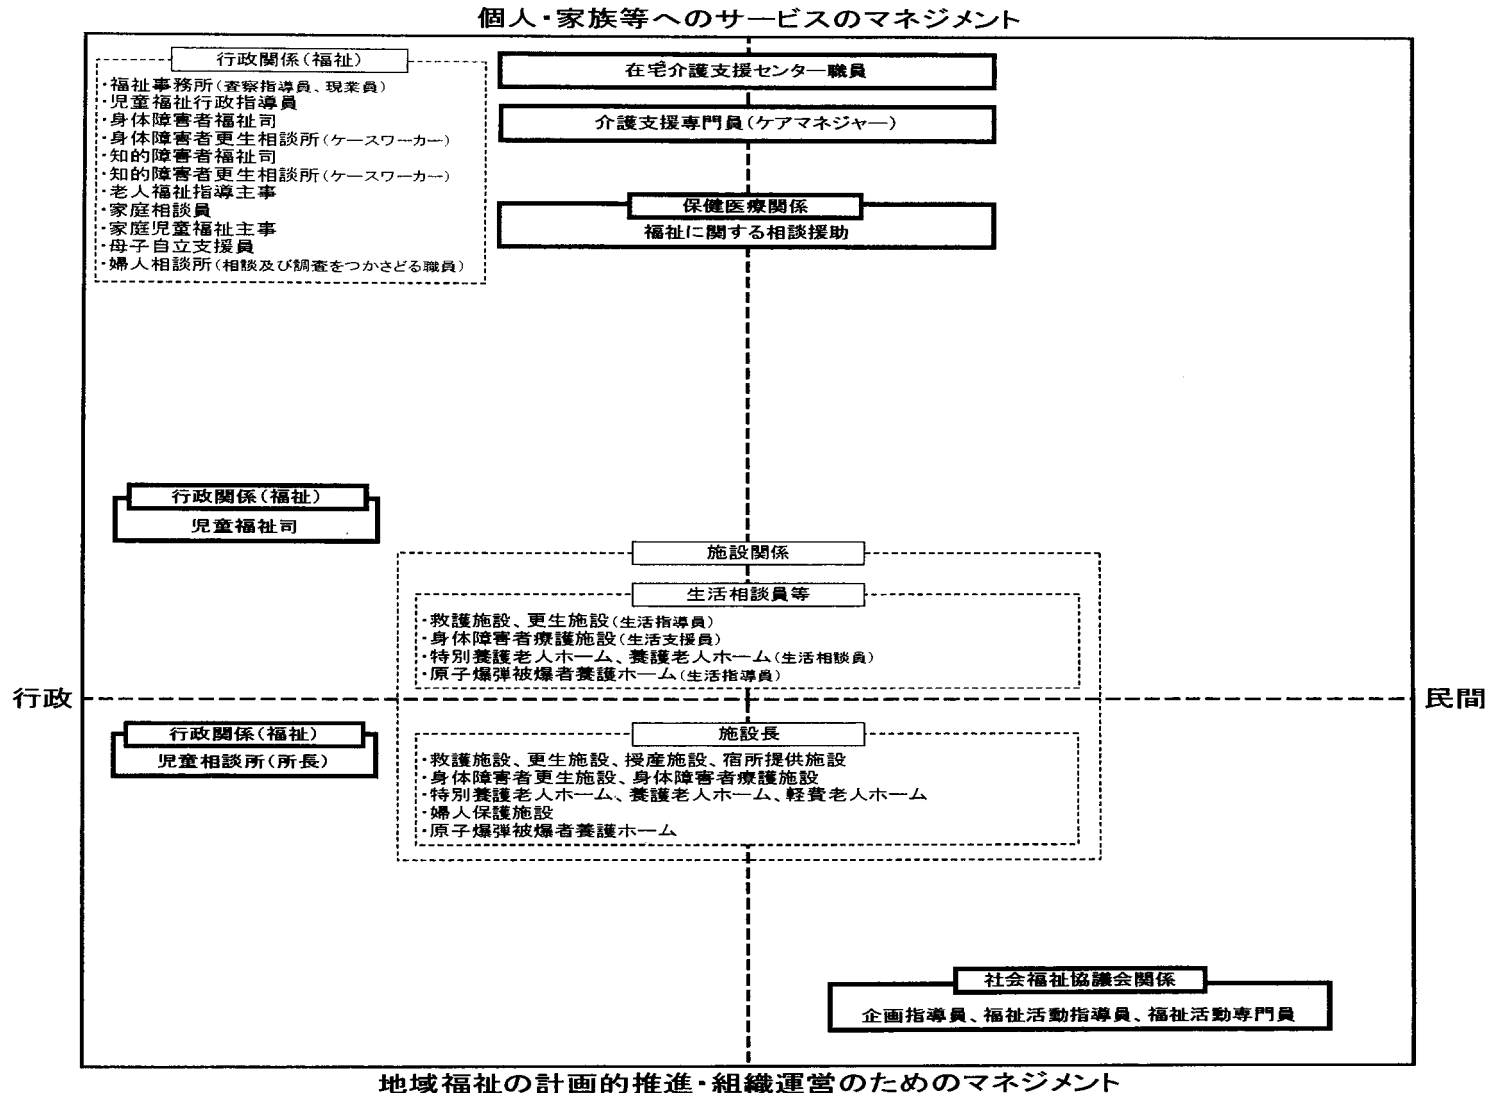 個人・家族等へのサービスのマネジメント
行政関係(福祉)
・福祉事務所(査察指導員、現業員)
・児童福祉行政指導員
・身体障害者福祉司
・身体障害者更生相談所(ケースワーカー)
・知的障害者福祉司
・知的障害者更生相談所(ケースワーカー)
・老人福祉指導主事
・家庭相談員
・家庭児童福祉主事
・母子自立支援員
・婦人相談所(相談及び調査をつかさどる職員)
在宅介護支援センター職員
介護支援専門員(ケアマネジャー)
保健医療関係
福祉に関する相談援助
行政関係(福祉)
児童福祉司
施設関係
生活相談員等
・救護施設、更生施設(生活指導員)
・身体障害者療護施設(生活支援員)
・特別養護老人ホーム、養護老人ホーム(生活相談員)
・原子爆弾被爆者養護ホーム(生活指導員)
行政
民間
行政関係(福祉)
児童相談所(所長)
施設長
・救護施設、更生施設、授産施設、宿所提供施設
・身体障害者更生施設、身体障害者療護施設
・特別養護老人ホーム、養護老人ホーム、軽費老人ホーム
・婦人保護施設
・原子爆弾被爆者養護ホーム
社会福祉協議会関係
企画指導員、福祉活動指導員、福祉活動専門員
地域福祉の計画的推進・組織運営のためのマネジメント